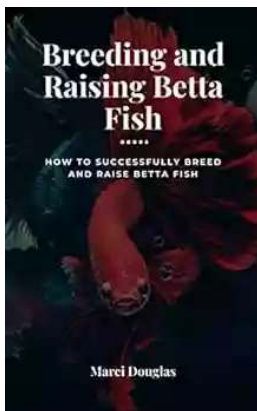 Breeding and
Raising Betta
Fish
HOW TO SUCCESSFULLY BREED
AND RAISE BETTA FISH
Marci Douglas